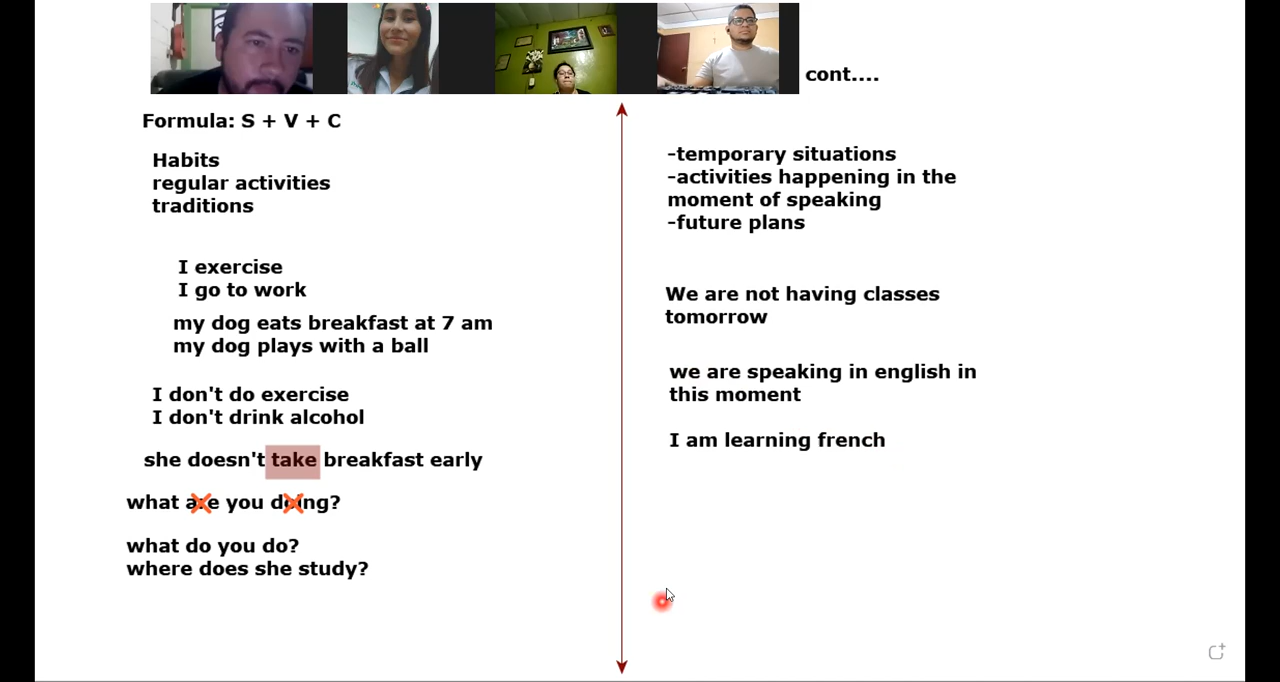 cont....
Formula: S + V + C
Habits
regular activities
traditions
I exercise
I go to work
my dog eats breakfast at 7 am
my dog plays with a ball
I don't do exercise
I don't drink alcohol
she doesn't take breakfast early
what are you doing?
what do you do?
where does she study?
-temporary situations
-activities happening in the
moment of speaking
-future plans
We are not having classes
tomorrow
we are speaking in english in
this moment
I am learning french